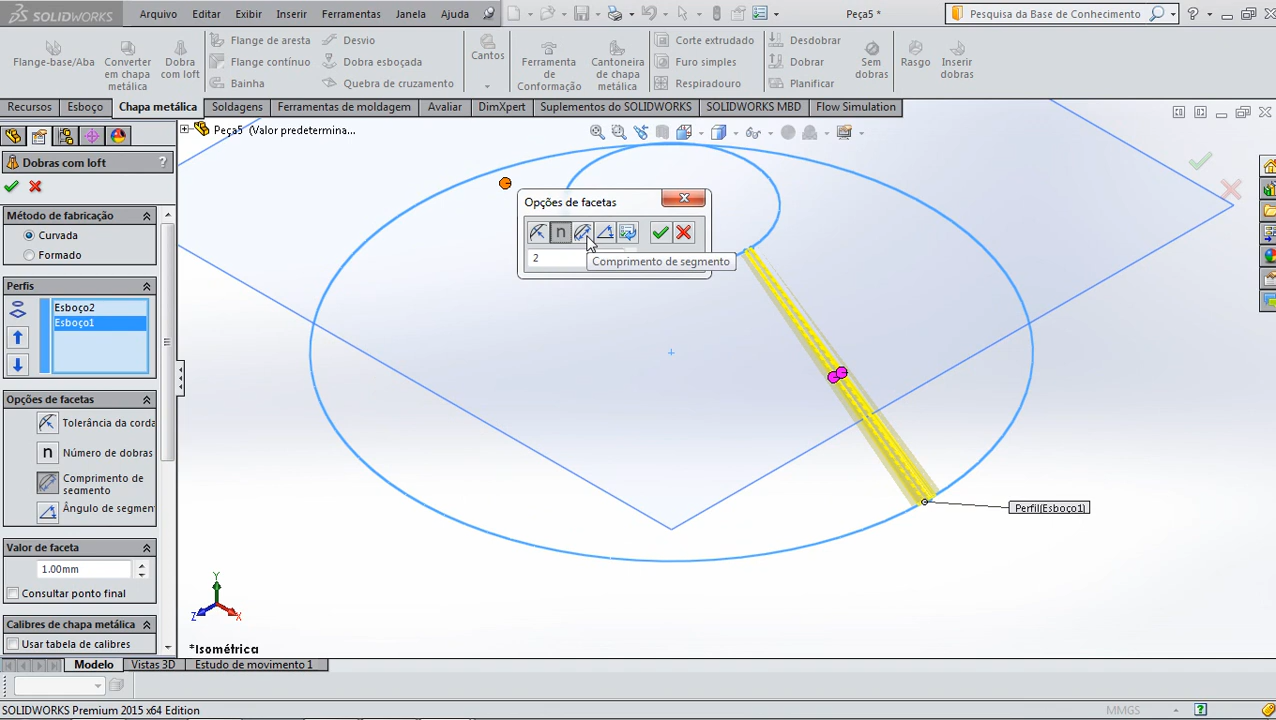 SOLIDWORKS
Arquivo Editar Exibir Inserir Ferramentas Janela Ajuda
Peça5 *
Pesquisa da Base de Conhecimento
?
Flange-base/Aba
Converter em chapa metálica
Dobra com loft
Flange de aresta
Flange contínuo
Bainha
Desvio
Dobra esboçada
Quebra de cruzamento
Cantos
Ferramenta de Conformação
Cantoneira de chapa metálica
Corte extrudado
Furo simples
Respiradouro
Desdobrar
Dobrar
Planificar
Sem dobras
Rasgo
Inserir dobras
Recursos Esboço Chapa metálica Soldagens Ferramentas de moldagem Avaliar DimXpert Suplementos do SOLIDWORKS SOLIDWORKS MBD Flow Simulation
Peça5 (Valor predetermina...
Dobras com loft ?
Método de fabricação
Curvada
Formado
Perfis
Esboço2
Esboço1
Opções de facetas
Tolerância da corda
n Número de dobras
Comprimento de
segmento
Ângulo de segmen
Valor de faceta
1.00mm
Consultar ponto final
Calibres de chapa metálica
Usar tabela de calibres
Opções de facetas
n
2
Comprimento de segmento
Perfil(Esboço1)
Y
Z
X
*Isométrica
Modelo Vistas 3D Estudo de movimento 1
SOLIDWORKS Premium 2015 x64 Edition
MMGS
?